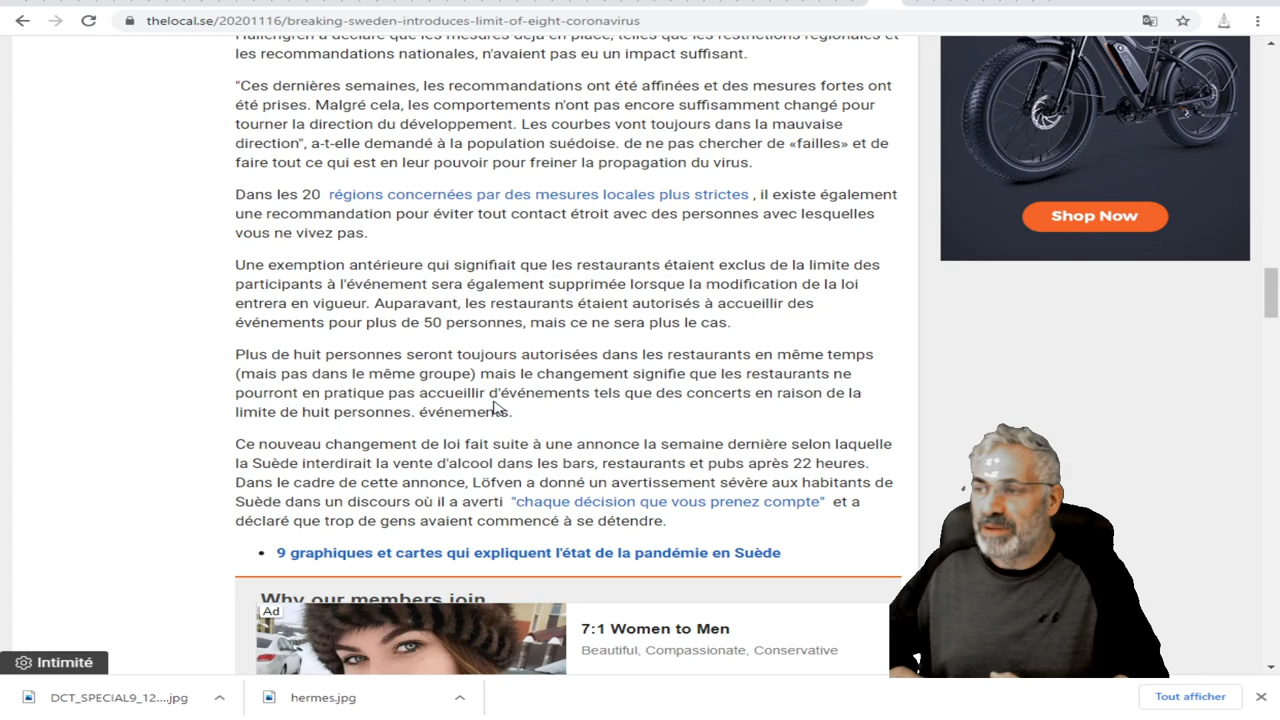 thelocal.se/20201116/breaking-sweden-introduces-limit-of-eight-coronavirus
Hallengren a déclaré que les mesures déjà en place, telles que les restrictions régionales et
les recommandations nationales, n'avaient pas eu un impact suffisant.
"Ces dernières semaines, les recommandations ont été affinées et des mesures fortes ont
été prises. Malgré cela, les comportements n'ont pas encore suffisamment changé pour
tourner la direction du développement. Les courbes vont toujours dans la mauvaise
direction", a-t-elle demandé à la population suédoise. de ne pas chercher de «failles» et de
faire tout ce qui est en leur pouvoir pour freiner la propagation du virus.
Dans les 20 régions concernées par des mesures locales plus strictes , il existe également
une recommandation pour éviter tout contact étroit avec des personnes avec lesquelles
vous ne vivez pas.
Une exemption antérieure qui signifiait que les restaurants étaient exclus de la limite des
participants à l'événement sera également supprimée lorsque la modification de la loi
entrera en vigueur. Auparavant, les restaurants étaient autorisés à accueillir des
événements pour plus de 50 personnes, mais ce ne sera plus le cas.
Plus de huit personnes seront toujours autorisées dans les restaurants en même temps
(mais pas dans le même groupe) mais le changement signifie que les restaurants ne
pourront en pratique pas accueillir d'événements tels que des concerts en raison de la
limite de huit personnes. événements.
Ce nouveau changement de loi fait suite à une annonce la semaine dernière selon laquelle
la Suède interdirait la vente d'alcool dans les bars, restaurants et pubs après 22 heures.
Dans le cadre de cette annonce, Löfven a donné un avertissement sévère aux habitants de
Suède dans un discours où il a averti "chaque décision que vous prenez compte" et a
déclaré que trop de gens avaient commencé à se détendre.
• 9 graphiques et cartes qui expliquent l'état de la pandémie en Suède
Why our members join
Ad
7:1 Women to Men
Beautiful, Compassionate, Conservative
Shop Now
Intimité
DCT_SPECIAL9_12....jpg
hermes.jpg
Tout afficher